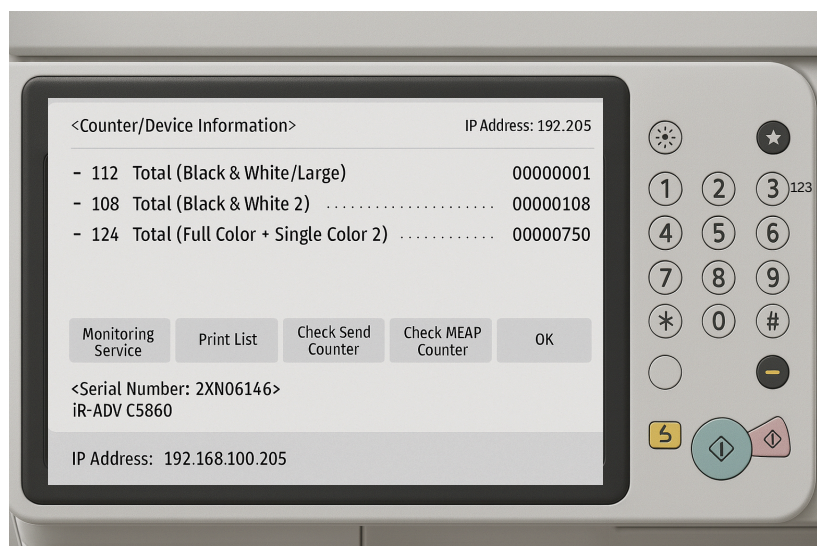 <Counter/Device Information> IP Address: 192.205
- 112 Total (Black & White/Large) 00000001
- 108 Total (Black & White 2) ..................... 00000108
- 124 Total (Full Color + Single Color 2) ............ 00000750
Monitoring Service
Print List
Check Send Counter
Check MEAP Counter
OK
<Serial Number: 2XN06146>
iR-ADV C5860
IP Address: 192.168.100.205
1 2 3 123
4 5 6
7 8 9
* 0 #